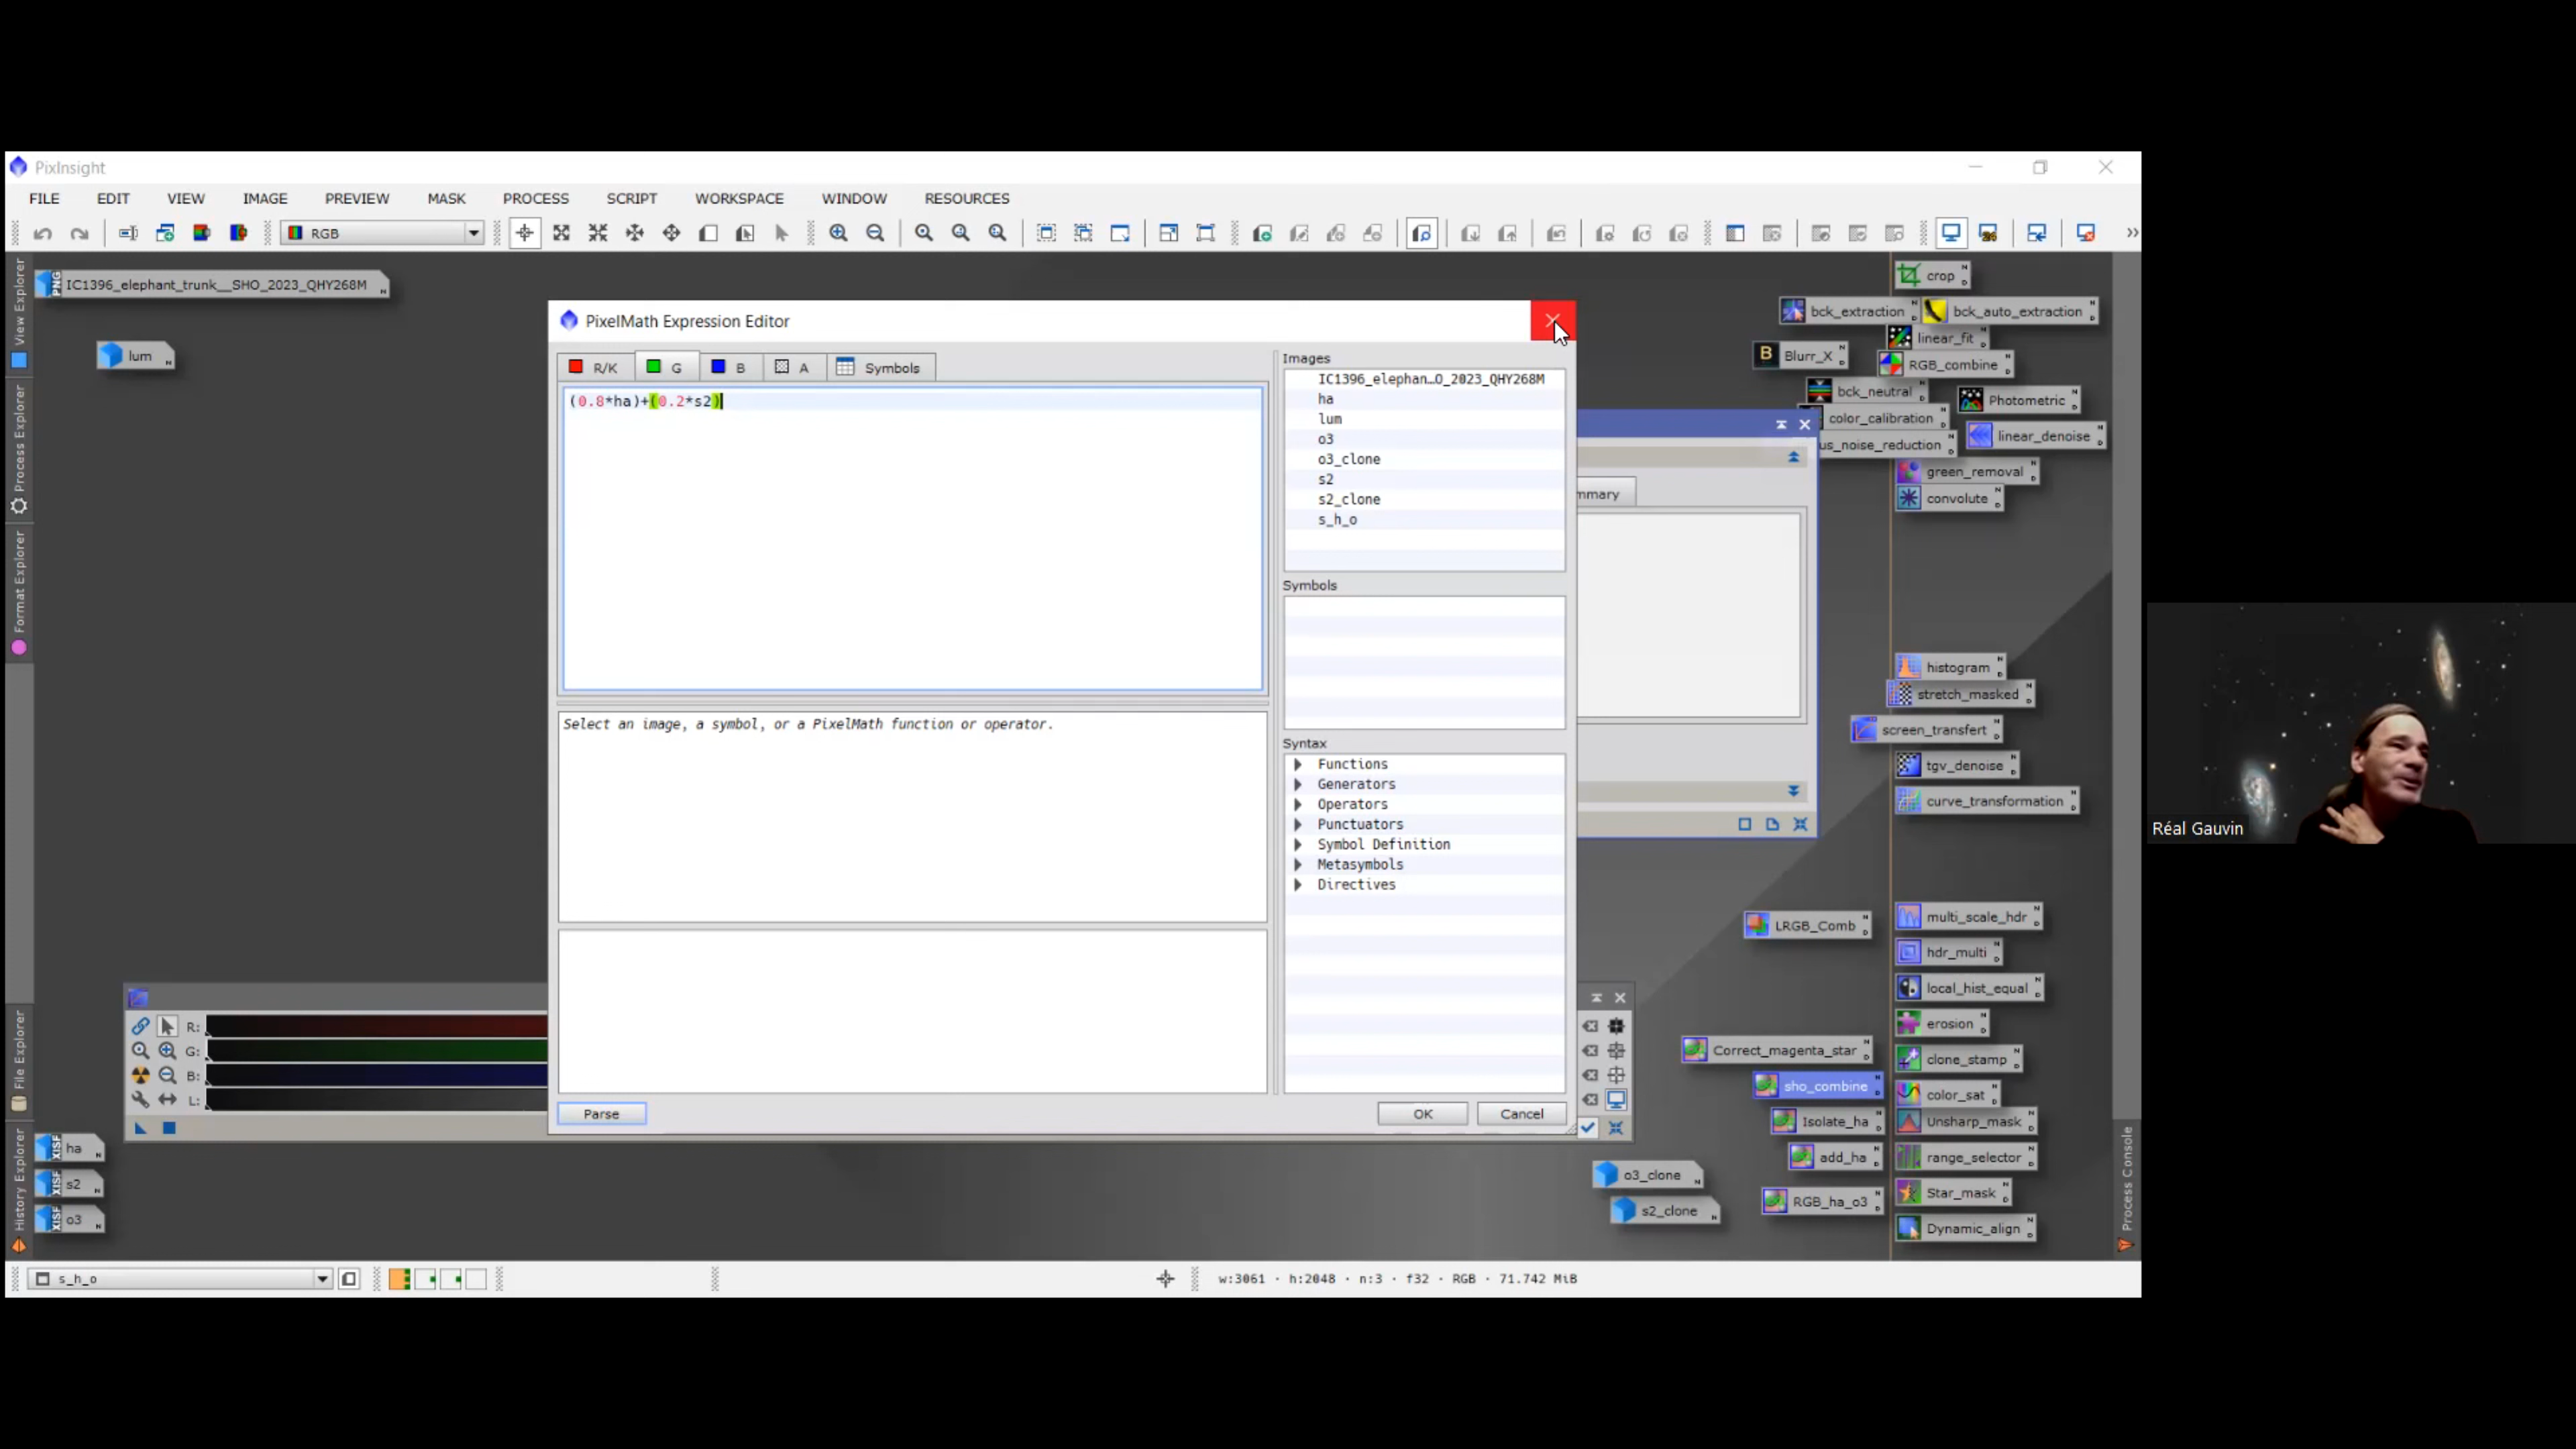 PixInsight
FILE EDIT VIEW IMAGE PREVIEW MASK PROCESS SCRIPT WORKSPACE WINDOW RESOURCES
RGB
View Explorer
Process Explorer
Format Explorer
File Explorer
History Explorer
PNG IC1396_elephant_trunk__SHO_2023_QHY268M
lum
PixelMath Expression Editor
R/K G B A Symbols
(0.8*ha)+(0.2*s2)
Select an image, a symbol, or a PixelMath function or operator.
Parse
Images
IC1396_elephan…O_2023_QHY268M
ha
lum
o3
o3_clone
s2
s2_clone
s_h_o
Symbols
Syntax
Functions
Generators
Operators
Punctuators
Symbol Definition
Metasymbols
Directives
OK Cancel
mmary
crop
bck_extraction
bck_auto_extraction
linear_fit
B Blurr_X
RGB_combine
bck_neutral
Photometric
color_calibration
linear_denoise
us_noise_reduction
green_removal
convolute
histogram
stretch_masked
screen_transfert
tgv_denoise
curve_transformation
LRGB_Comb
multi_scale_hdr
hdr_multi
local_hist_equal
erosion
Correct_magenta_star
clone_stamp
sho_combine
color_sat
Isolate_ha
Unsharp_mask
add_ha
range_selector
RGB_ha_o3
Star_mask
Dynamic_align
Process Console
R:
G:
B:
L:
XISF ha
XISF s2
XISF o3
o3_clone
s2_clone
s_h_o
w:3061 · h:2048 · n:3 · f32 · RGB · 71.742 MiB
Réal Gauvin